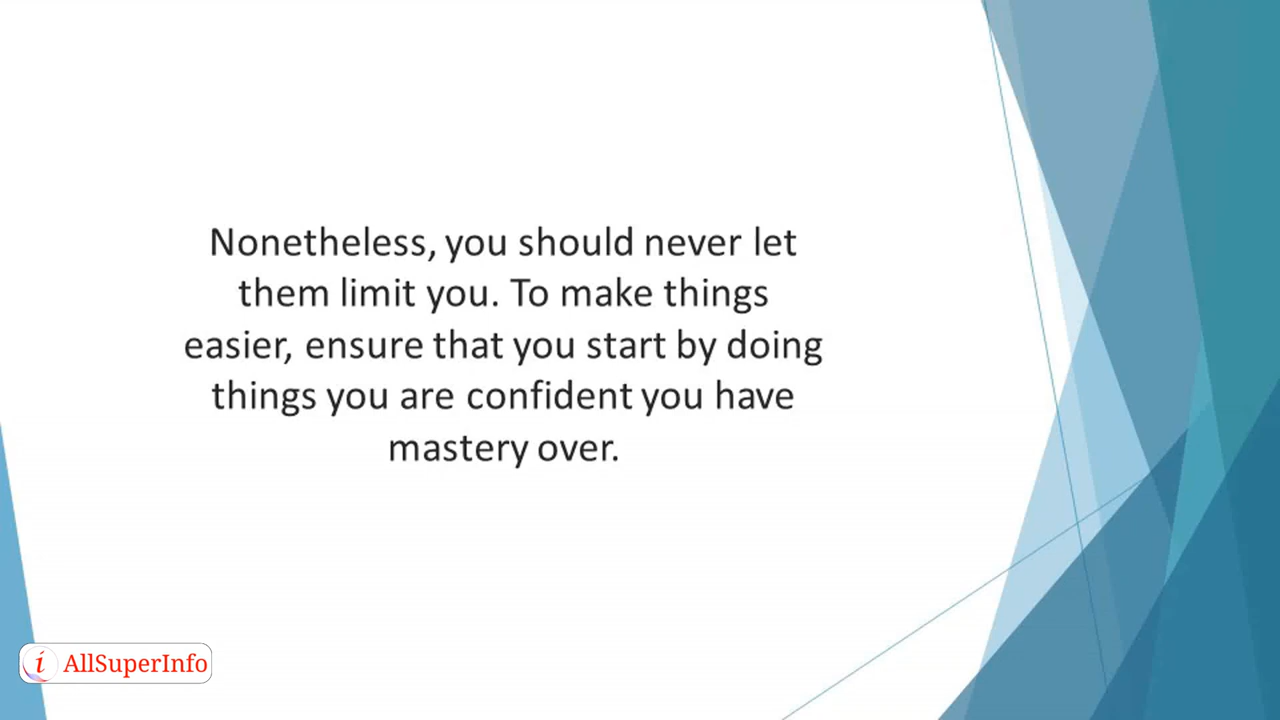 Nonetheless, you should never let
them limit you. To make things
easier, ensure that you start by doing
things you are confident you have
mastery over.
i AllSuperInfo